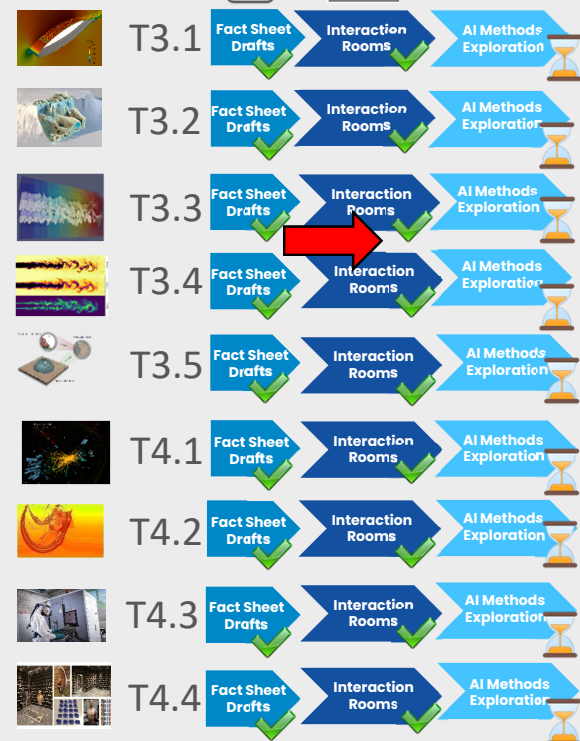 T3.1 Fact Sheet Drafts Interaction Rooms AI Methods Exploration
T3.2 Fact Sheet Drafts Interaction Rooms AI Methods Exploration
T3.3 Fact Sheet Drafts Interaction Rooms AI Methods Exploration
T3.4 Fact Sheet Drafts Interaction Rooms AI Methods Exploration
T3.5 Fact Sheet Drafts Interaction Rooms AI Methods Exploration
T4.1 Fact Sheet Drafts Interaction Rooms AI Methods Exploration
T4.2 Fact Sheet Drafts Interaction Rooms AI Methods Exploration
T4.3 Fact Sheet Drafts Interaction Rooms AI Methods Exploration
T4.4 Fact Sheet Drafts Interaction Rooms AI Methods Exploration